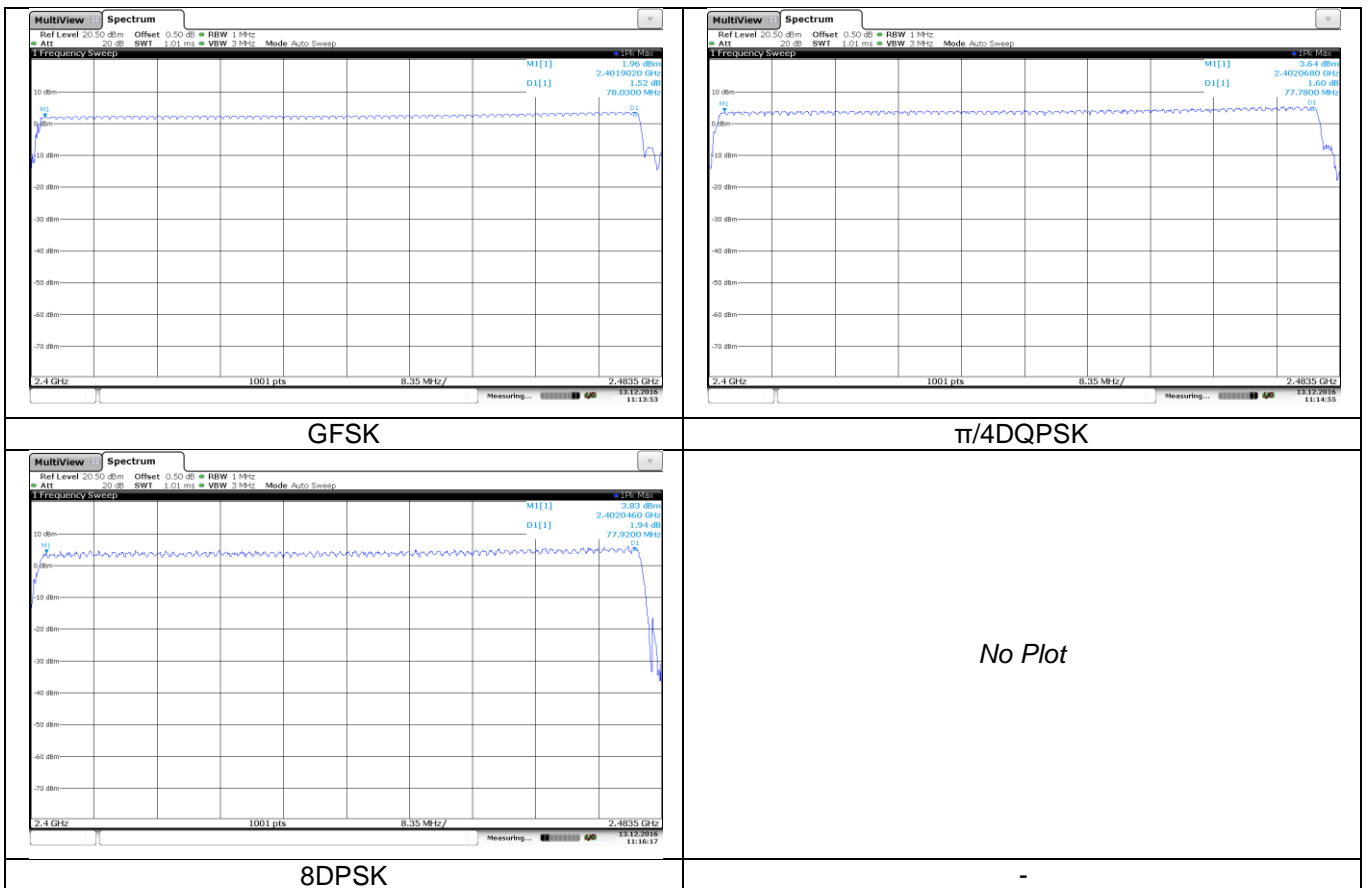 MultiView Spectrum
Ref Level 20.50 dBm Offset 0.50 dB RBW 1 MHz
Att 20 dB SWT 1.01 ms VBW 3 MHz Mode Auto Sweep
1 Frequency Sweep 1Pk Max
M1[1] 1.96 dBm
2.4019020 GHz
D1[1] 1.52 dB
78.0300 MHz
10 dBm
M1 D1
0 dBm
-10 dBm
-20 dBm
-30 dBm
-40 dBm
-50 dBm
-60 dBm
-70 dBm
2.4 GHz 1001 pts 8.35 MHz/ 2.4835 GHz
Measuring... 13.12.2016
11:13:53
GFSK
MultiView Spectrum
Ref Level 20.50 dBm Offset 0.50 dB RBW 1 MHz
Att 20 dB SWT 1.01 ms VBW 3 MHz Mode Auto Sweep
1 Frequency Sweep 1Pk Max
M1[1] 3.64 dBm
2.4020680 GHz
D1[1] 1.60 dB
77.7800 MHz
10 dBm
M1 D1
0 dBm
-10 dBm
-20 dBm
-30 dBm
-40 dBm
-50 dBm
-60 dBm
-70 dBm
2.4 GHz 1001 pts 8.35 MHz/ 2.4835 GHz
Measuring... 13.12.2016
11:14:55
π/4DQPSK
MultiView Spectrum
Ref Level 20.50 dBm Offset 0.50 dB RBW 1 MHz
Att 20 dB SWT 1.01 ms VBW 3 MHz Mode Auto Sweep
1 Frequency Sweep 1Pk Max
M1[1] 3.83 dBm
2.4020460 GHz
D1[1] 1.94 dB
77.9200 MHz
10 dBm
M1 D1
0 dBm
-10 dBm
-20 dBm
-30 dBm
-40 dBm
-50 dBm
-60 dBm
-70 dBm
2.4 GHz 1001 pts 8.35 MHz/ 2.4835 GHz
Measuring... 13.12.2016
11:16:17
8DPSK
No Plot
-